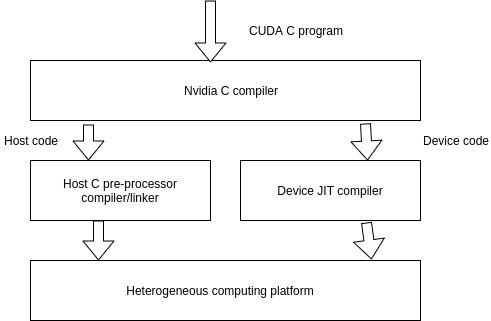 CUDA C program
Nvidia C compiler
Host code
Device code
Host C pre-processor
compiler/linker
Device JIT compiler
Heterogeneous computing platform